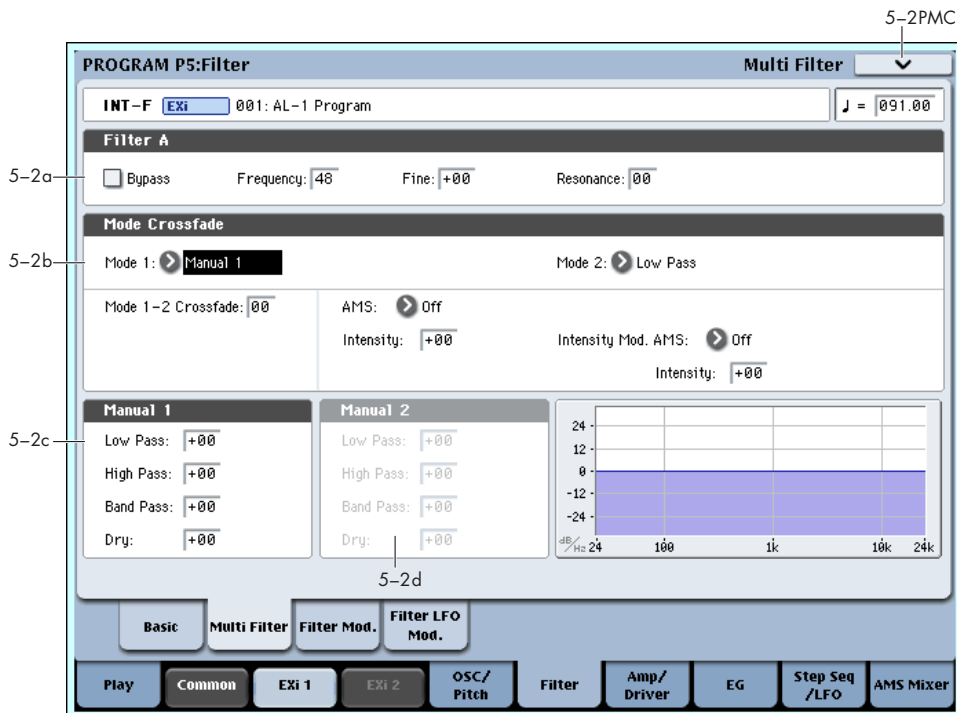 5–2PMC
PROGRAM P5:Filter Multi Filter
INT–F EXi 001: AL–1 Program ♩ = 091.00
Filter A
5–2a Bypass Frequency: 48 Fine: +00 Resonance: 00
Mode Crossfade
5–2b Mode 1: Manual 1 Mode 2: Low Pass
Mode 1–2 Crossfade: 00 AMS: Off
Intensity: +00 Intensity Mod. AMS: Off
Intensity: +00
Manual 1 Manual 2
5–2c Low Pass: +00 Low Pass: +00 24
High Pass: +00 High Pass: +00 12
0
Band Pass: +00 Band Pass: +00 –12
–24
Dry: +00 Dry: +00 dB/Hz 24 100 1k 10k 24k
5–2d
Basic Multi Filter Filter Mod. Filter LFO Mod.
Play Common EXi 1 EXi 2 OSC/ Pitch Filter Amp/ Driver EG Step Seq /LFO AMS Mixer